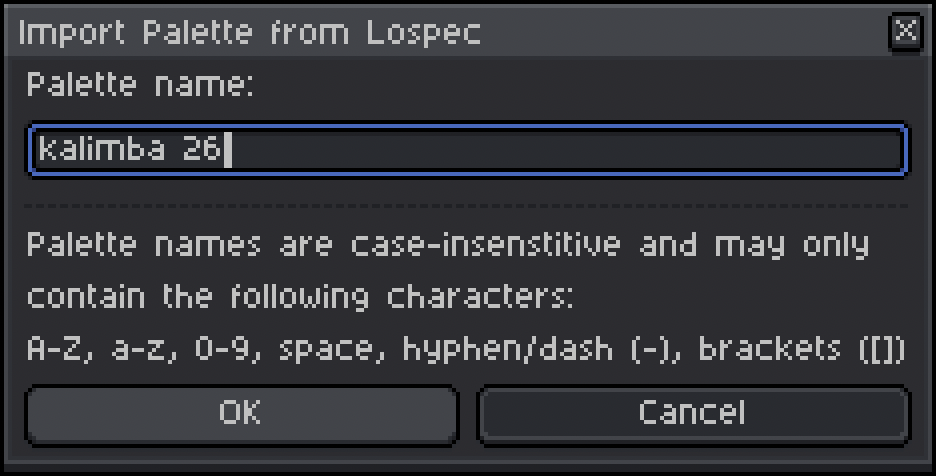 Import Palette from Lospec
Palette name:
kalimba 26
Palette names are case-insenstitive and may only
contain the following characters:
A-Z, a-z, 0-9, space, hyphen/dash (-), brackets ([])
OK
Cancel